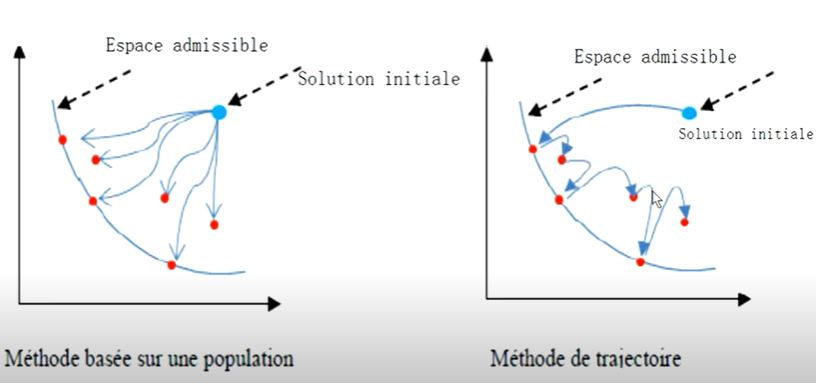 Espace admissible
Solution initiale
Méthode basée sur une population
Espace admissible
Solution initiale
Méthode de trajectoire